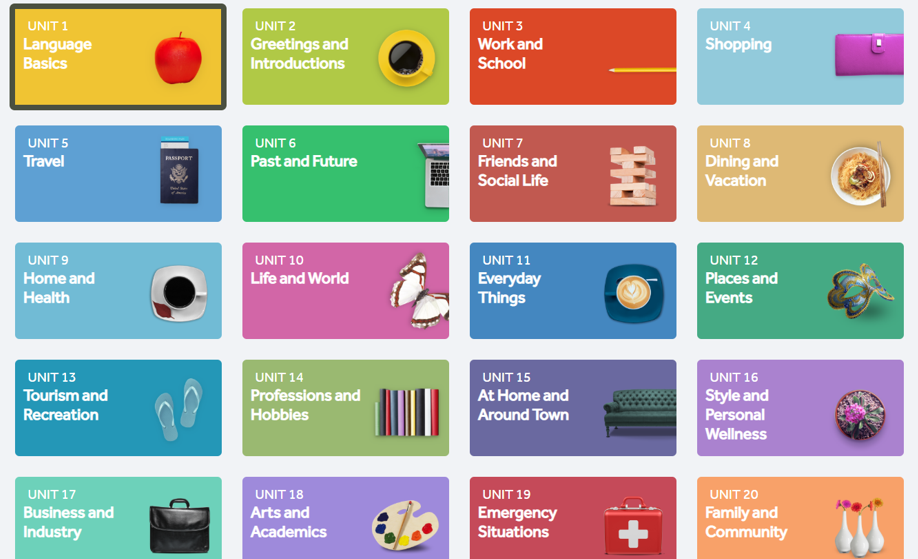 UNIT 1
Language
Basics
UNIT 2
Greetings and
Introductions
UNIT 3
Work and
School
UNIT 4
Shopping
UNIT 5
Travel
PASSPORT
United States
of America
UNIT 6
Past and Future
UNIT 7
Friends and
Social Life
UNIT 8
Dining and
Vacation
UNIT 9
Home and
Health
UNIT 10
Life and World
UNIT 11
Everyday
Things
UNIT 12
Places and
Events
UNIT 13
Tourism and
Recreation
UNIT 14
Professions and
Hobbies
UNIT 15
At Home and
Around Town
UNIT 16
Style and
Personal
Wellness
UNIT 17
Business and
Industry
UNIT 18
Arts and
Academics
UNIT 19
Emergency
Situations
UNIT 20
Family and
Community